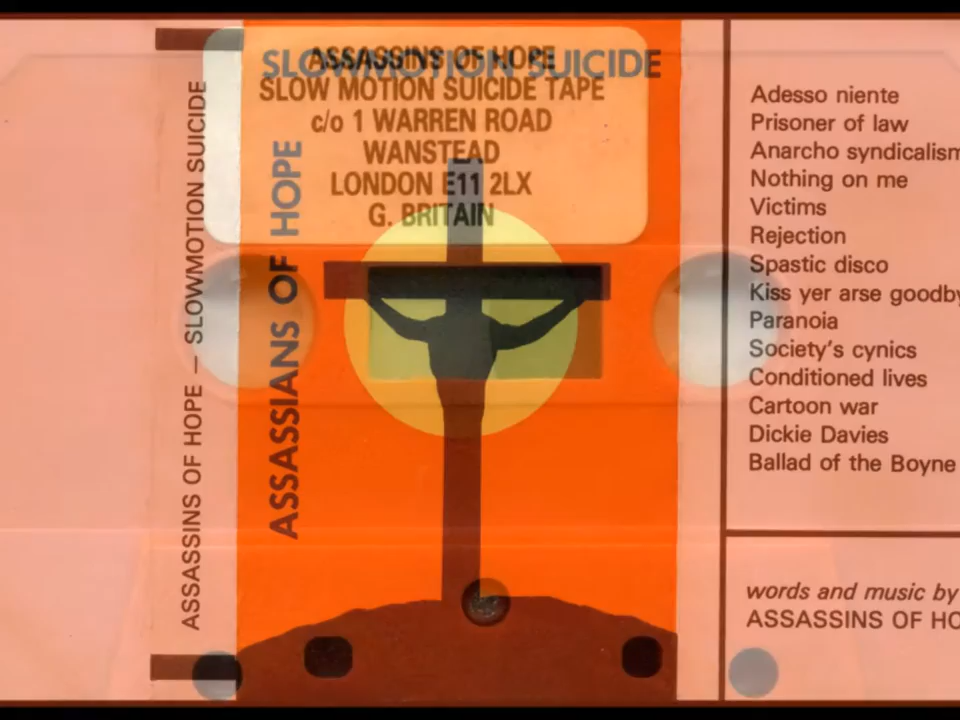 ASSASSINS OF HOPE — SLOWMOTION SUICIDE
ASSASSIANS OF HOPE
SLOWMOTION SUICIDE
ASSASSINS OF HOPE
SLOW MOTION SUICIDE TAPE
c/o 1 WARREN ROAD
WANSTEAD
LONDON E11 2LX
G. BRITAIN
Adesso niente
Prisoner of law
Anarcho syndicalism
Nothing on me
Victims
Rejection
Spastic disco
Kiss yer arse goodby
Paranoia
Society's cynics
Conditioned lives
Cartoon war
Dickie Davies
Ballad of the Boyne
words and music by
ASSASSINS OF HO